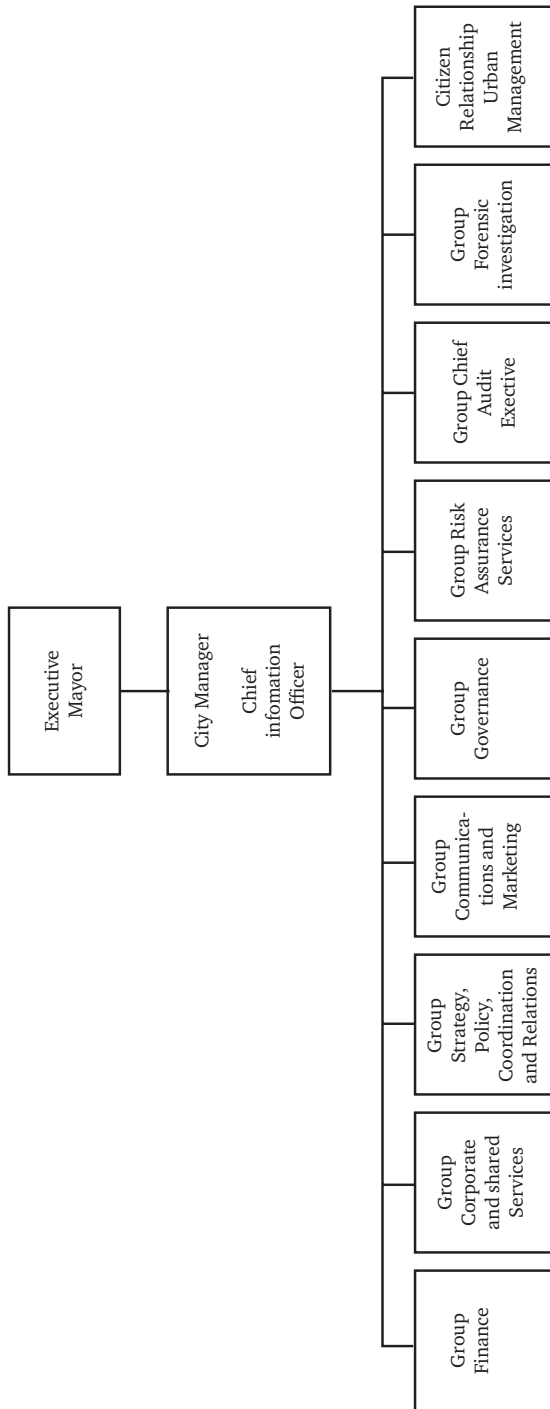 Executive
Mayor
City Manager
Chief
infomation
Officer
Group
Finance
Group
Corporate
and shared
Services
Group
Strategy,
Policy,
Coordination
and Relations
Group
Communica-
tions and
Marketing
Group
Governance
Group Risk
Assurance
Services
Group Chief
Audit
Exective
Group
Forensic
investigation
Citizen
Relationship
Urban
Management